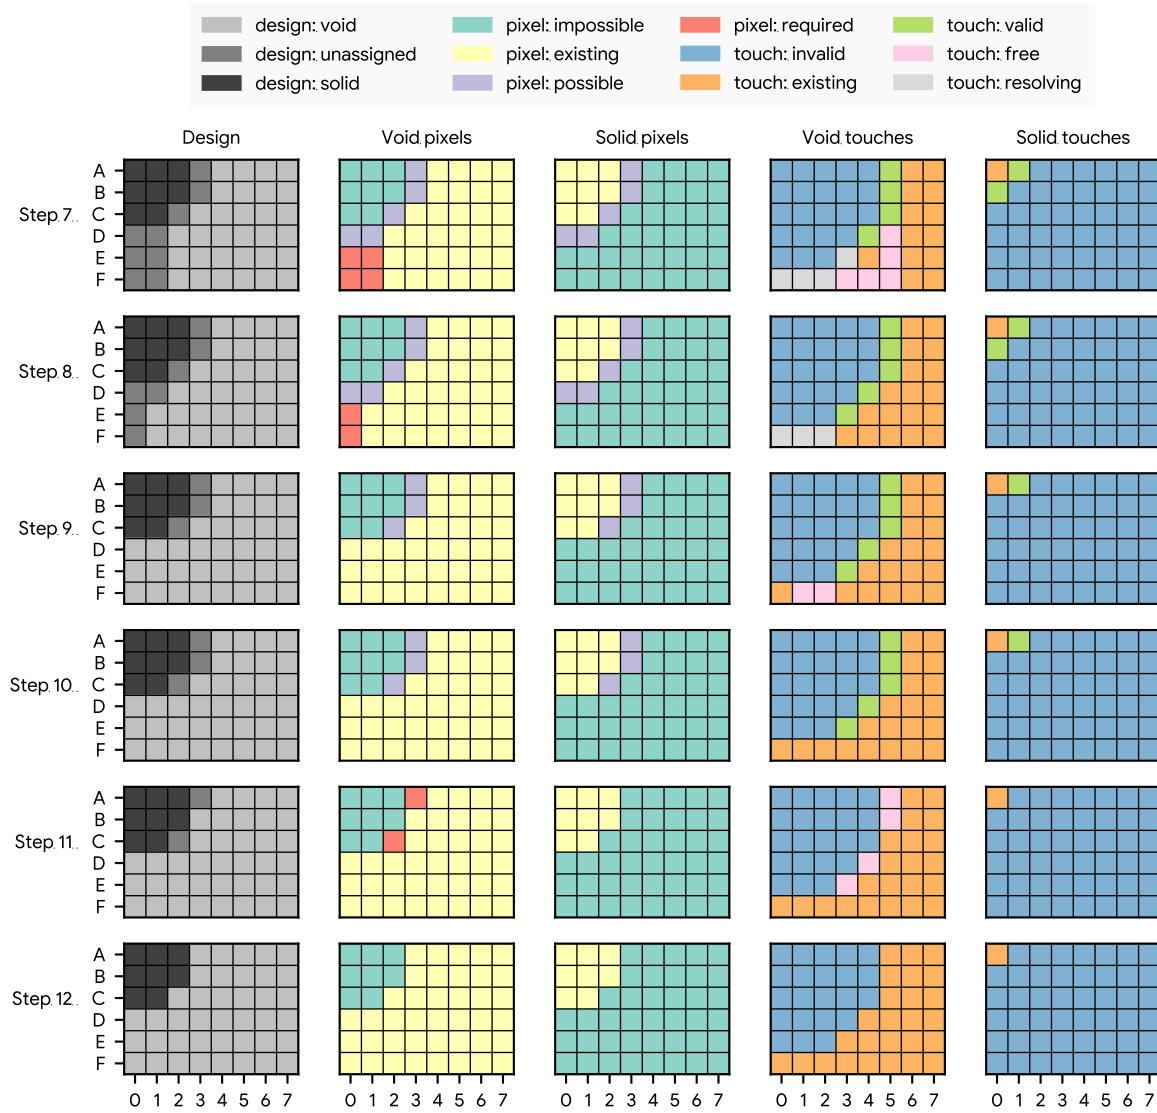 design: void pixel: impossible pixel: required touch: valid
design: unassigned pixel: existing touch: invalid touch: free
design: solid pixel: possible touch: existing touch: resolving
Design Void pixels Solid pixels Void touches Solid touches
A
B
Step 7 C
D
E
F
A
B
Step 8 C
D
E
F
A
B
Step 9 C
D
E
F
A
B
Step 10 C
D
E
F
A
B
Step 11 C
D
E
F
A
B
Step 12 C
D
E
F
0 1 2 3 4 5 6 7 0 1 2 3 4 5 6 7 0 1 2 3 4 5 6 7 0 1 2 3 4 5 6 7 0 1 2 3 4 5 6 7